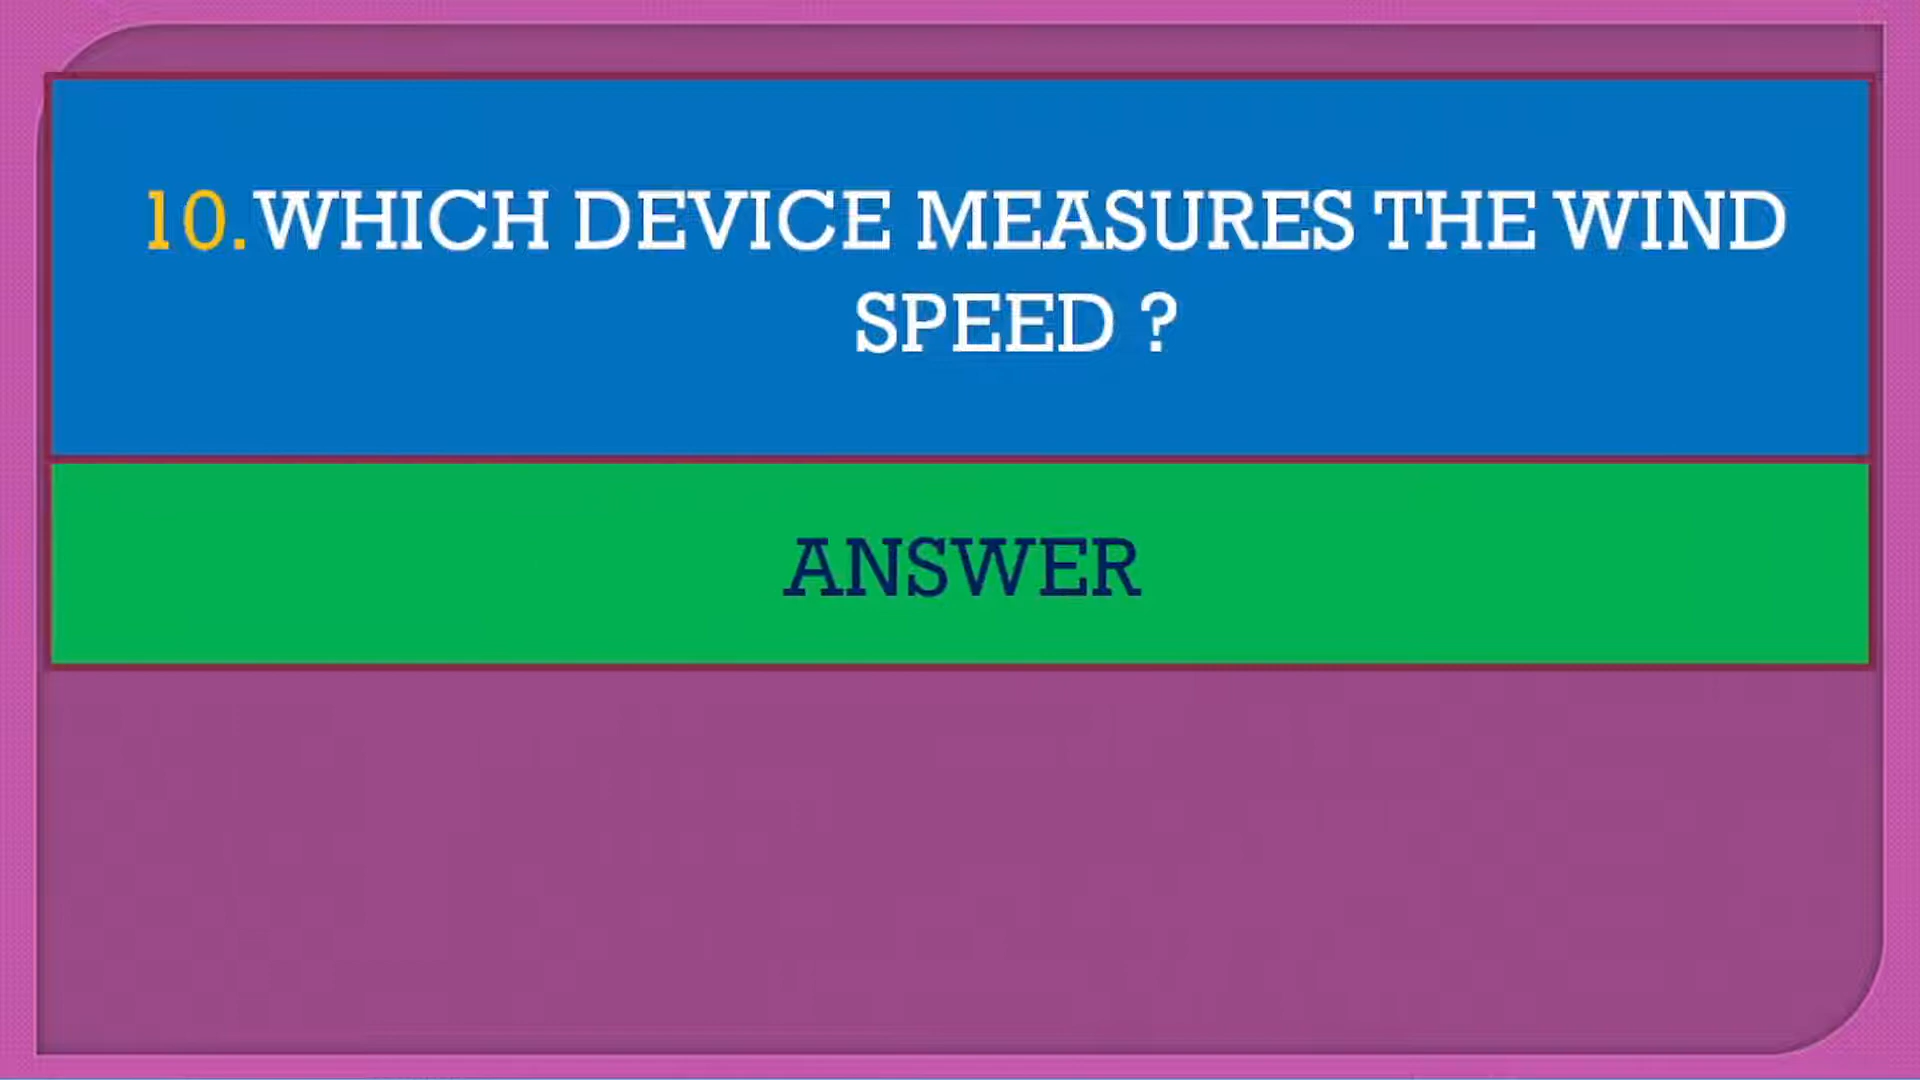 10. WHICH DEVICE MEASURES THE WIND
SPEED ?
ANSWER